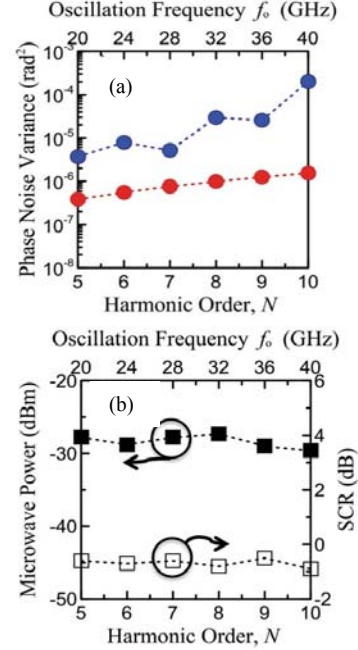 Oscillation Frequency fₒ (GHz)
20 24 28 32 36 40
Phase Noise Variance (rad²)
10⁻³
10⁻⁴
10⁻⁵
10⁻⁶
10⁻⁷
10⁻⁸
(a)
5 6 7 8 9 10
Harmonic Order, N
Oscillation Frequency fₒ (GHz)
20 24 28 32 36 40
Microwave Power (dBm)
-20
-30
-40
-50
(b)
6
4
2
-0
-2
SCR (dB)
5 6 7 8 9 10
Harmonic Order, N